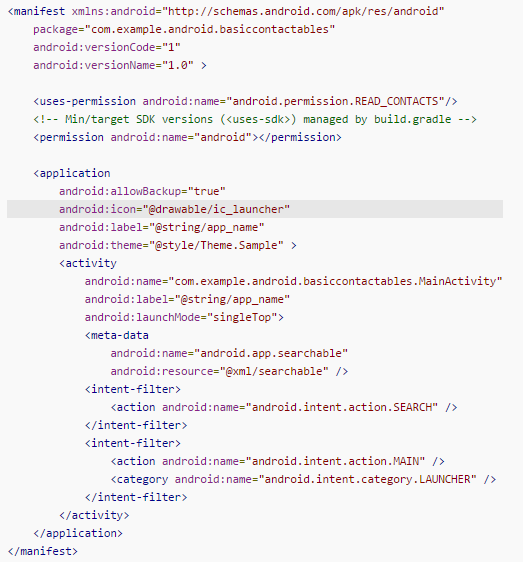 <manifest xmlns:android="http://schemas.android.com/apk/res/android"
    package="com.example.android.basiccontactables"
    android:versionCode="1"
    android:versionName="1.0" >

    <uses-permission android:name="android.permission.READ_CONTACTS"/>
    <!-- Min/target SDK versions (<uses-sdk>) managed by build.gradle -->
    <permission android:name="android"></permission>

    <application
        android:allowBackup="true"
        android:icon="@drawable/ic_launcher"
        android:label="@string/app_name"
        android:theme="@style/Theme.Sample" >
        <activity
            android:name="com.example.android.basiccontactables.MainActivity"
            android:label="@string/app_name"
            android:launchMode="singleTop">
            <meta-data
                android:name="android.app.searchable"
                android:resource="@xml/searchable" />
            <intent-filter>
                <action android:name="android.intent.action.SEARCH" />
            </intent-filter>
            <intent-filter>
                <action android:name="android.intent.action.MAIN" />
                <category android:name="android.intent.category.LAUNCHER" />
            </intent-filter>
        </activity>
    </application>
</manifest>